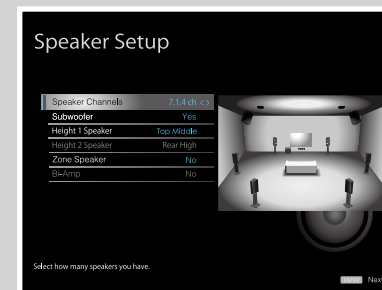 Speaker Setup
Speaker Channels 7.1.4 ch <>
Subwoofer Yes
Height 1 Speaker Top Middle
Height 2 Speaker Rear High
Zone Speaker No
Bi-Amp No
Select how many speakers you have.
ENTER Next